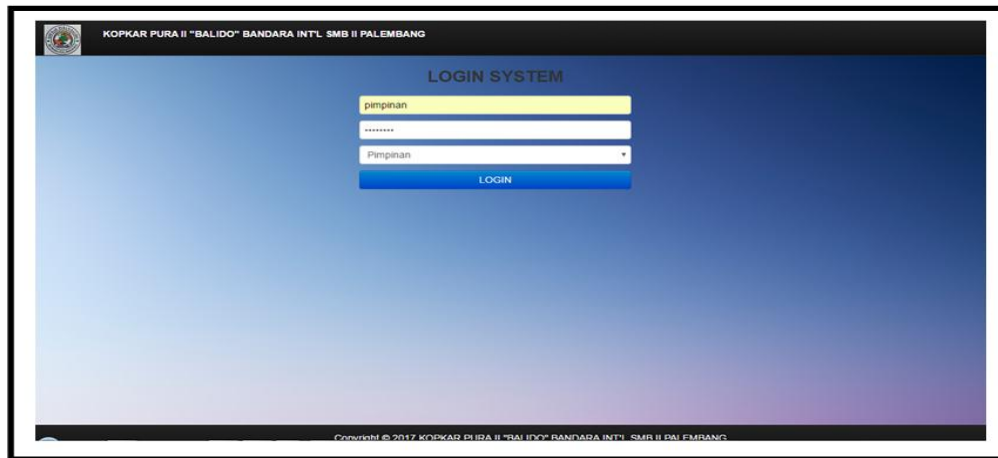 KOPKAR PURA II "BALIDO" BANDARA INT'L SMB II PALEMBANG
LOGIN SYSTEM
pimpinan
••••••••
Pimpinan
LOGIN
Copyright © 2017 KOPKAR PURA II "BALIDO" BANDARA INT'L SMB II PALEMBANG